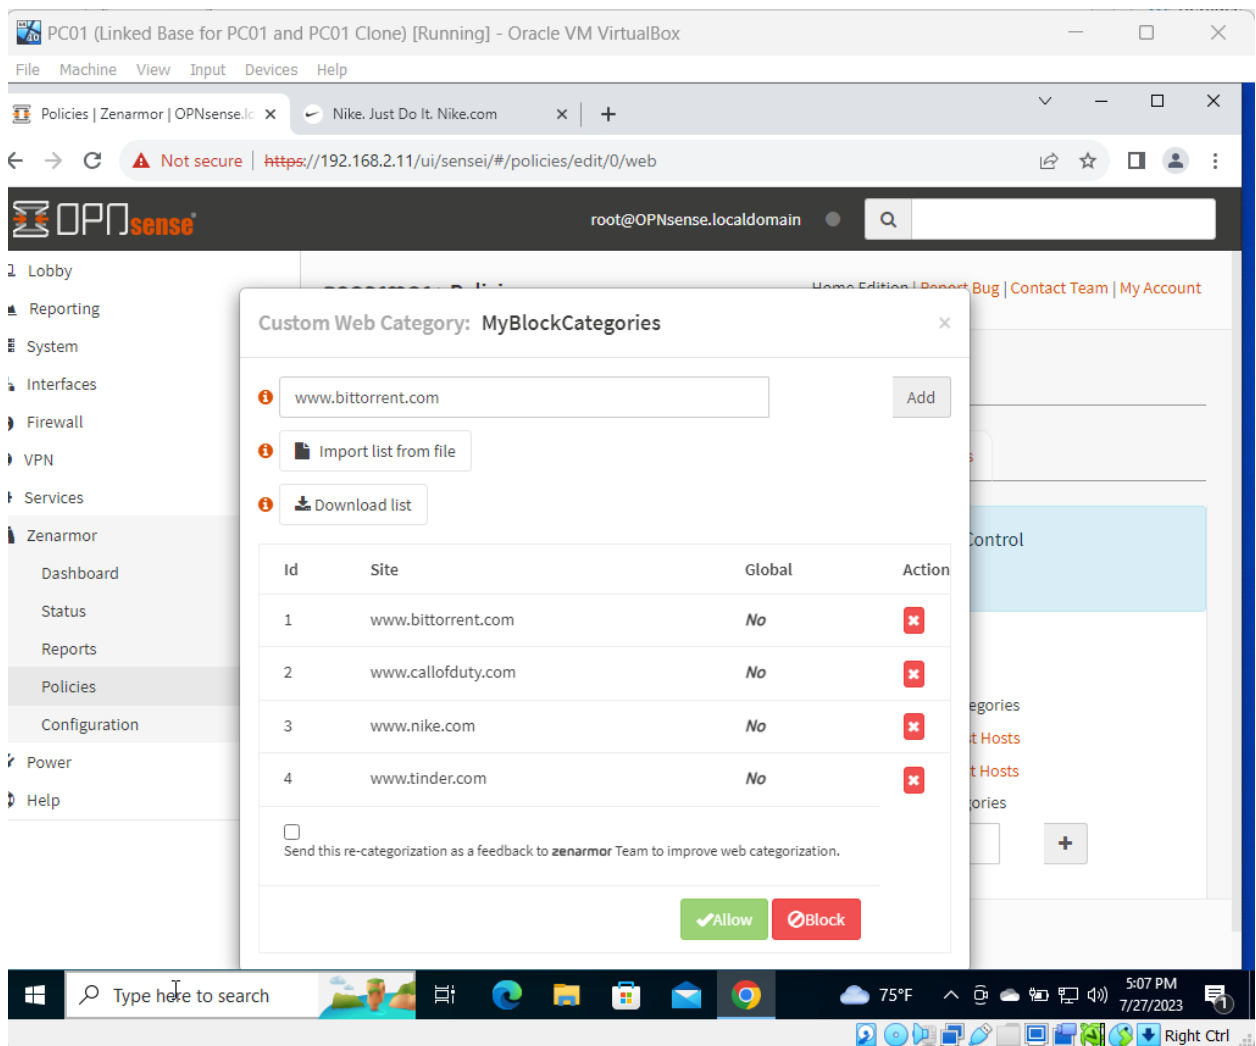 PC01 (Linked Base for PC01 and PC01 Clone) [Running] - Oracle VM VirtualBox
File Machine View Input Devices Help
Policies | Zenarmor | OPNsense.lo
Nike. Just Do It. Nike.com
Not secure https://192.168.2.11/ui/sensei/#/policies/edit/0/web
OPNsense
root@OPNsense.localdomain
Lobby
Home Edition | Report Bug | Contact Team | My Account
Reporting
System
Interfaces
Firewall
VPN
Services
Zenarmor
Dashboard
Status
Reports
Policies
Configuration
Power
Help
Custom Web Category: MyBlockCategories
www.bittorrent.com
Add
Import list from file
Download list
Id Site Global Action
1 www.bittorrent.com No
2 www.callofduty.com No
3 www.nike.com No
4 www.tinder.com No
Send this re-categorization as a feedback to zenarmor Team to improve web categorization.
Allow Block
Control
egories
t Hosts
t Hosts
ories
Type here to search
75°F
5:07 PM
7/27/2023
1
Right Ctrl